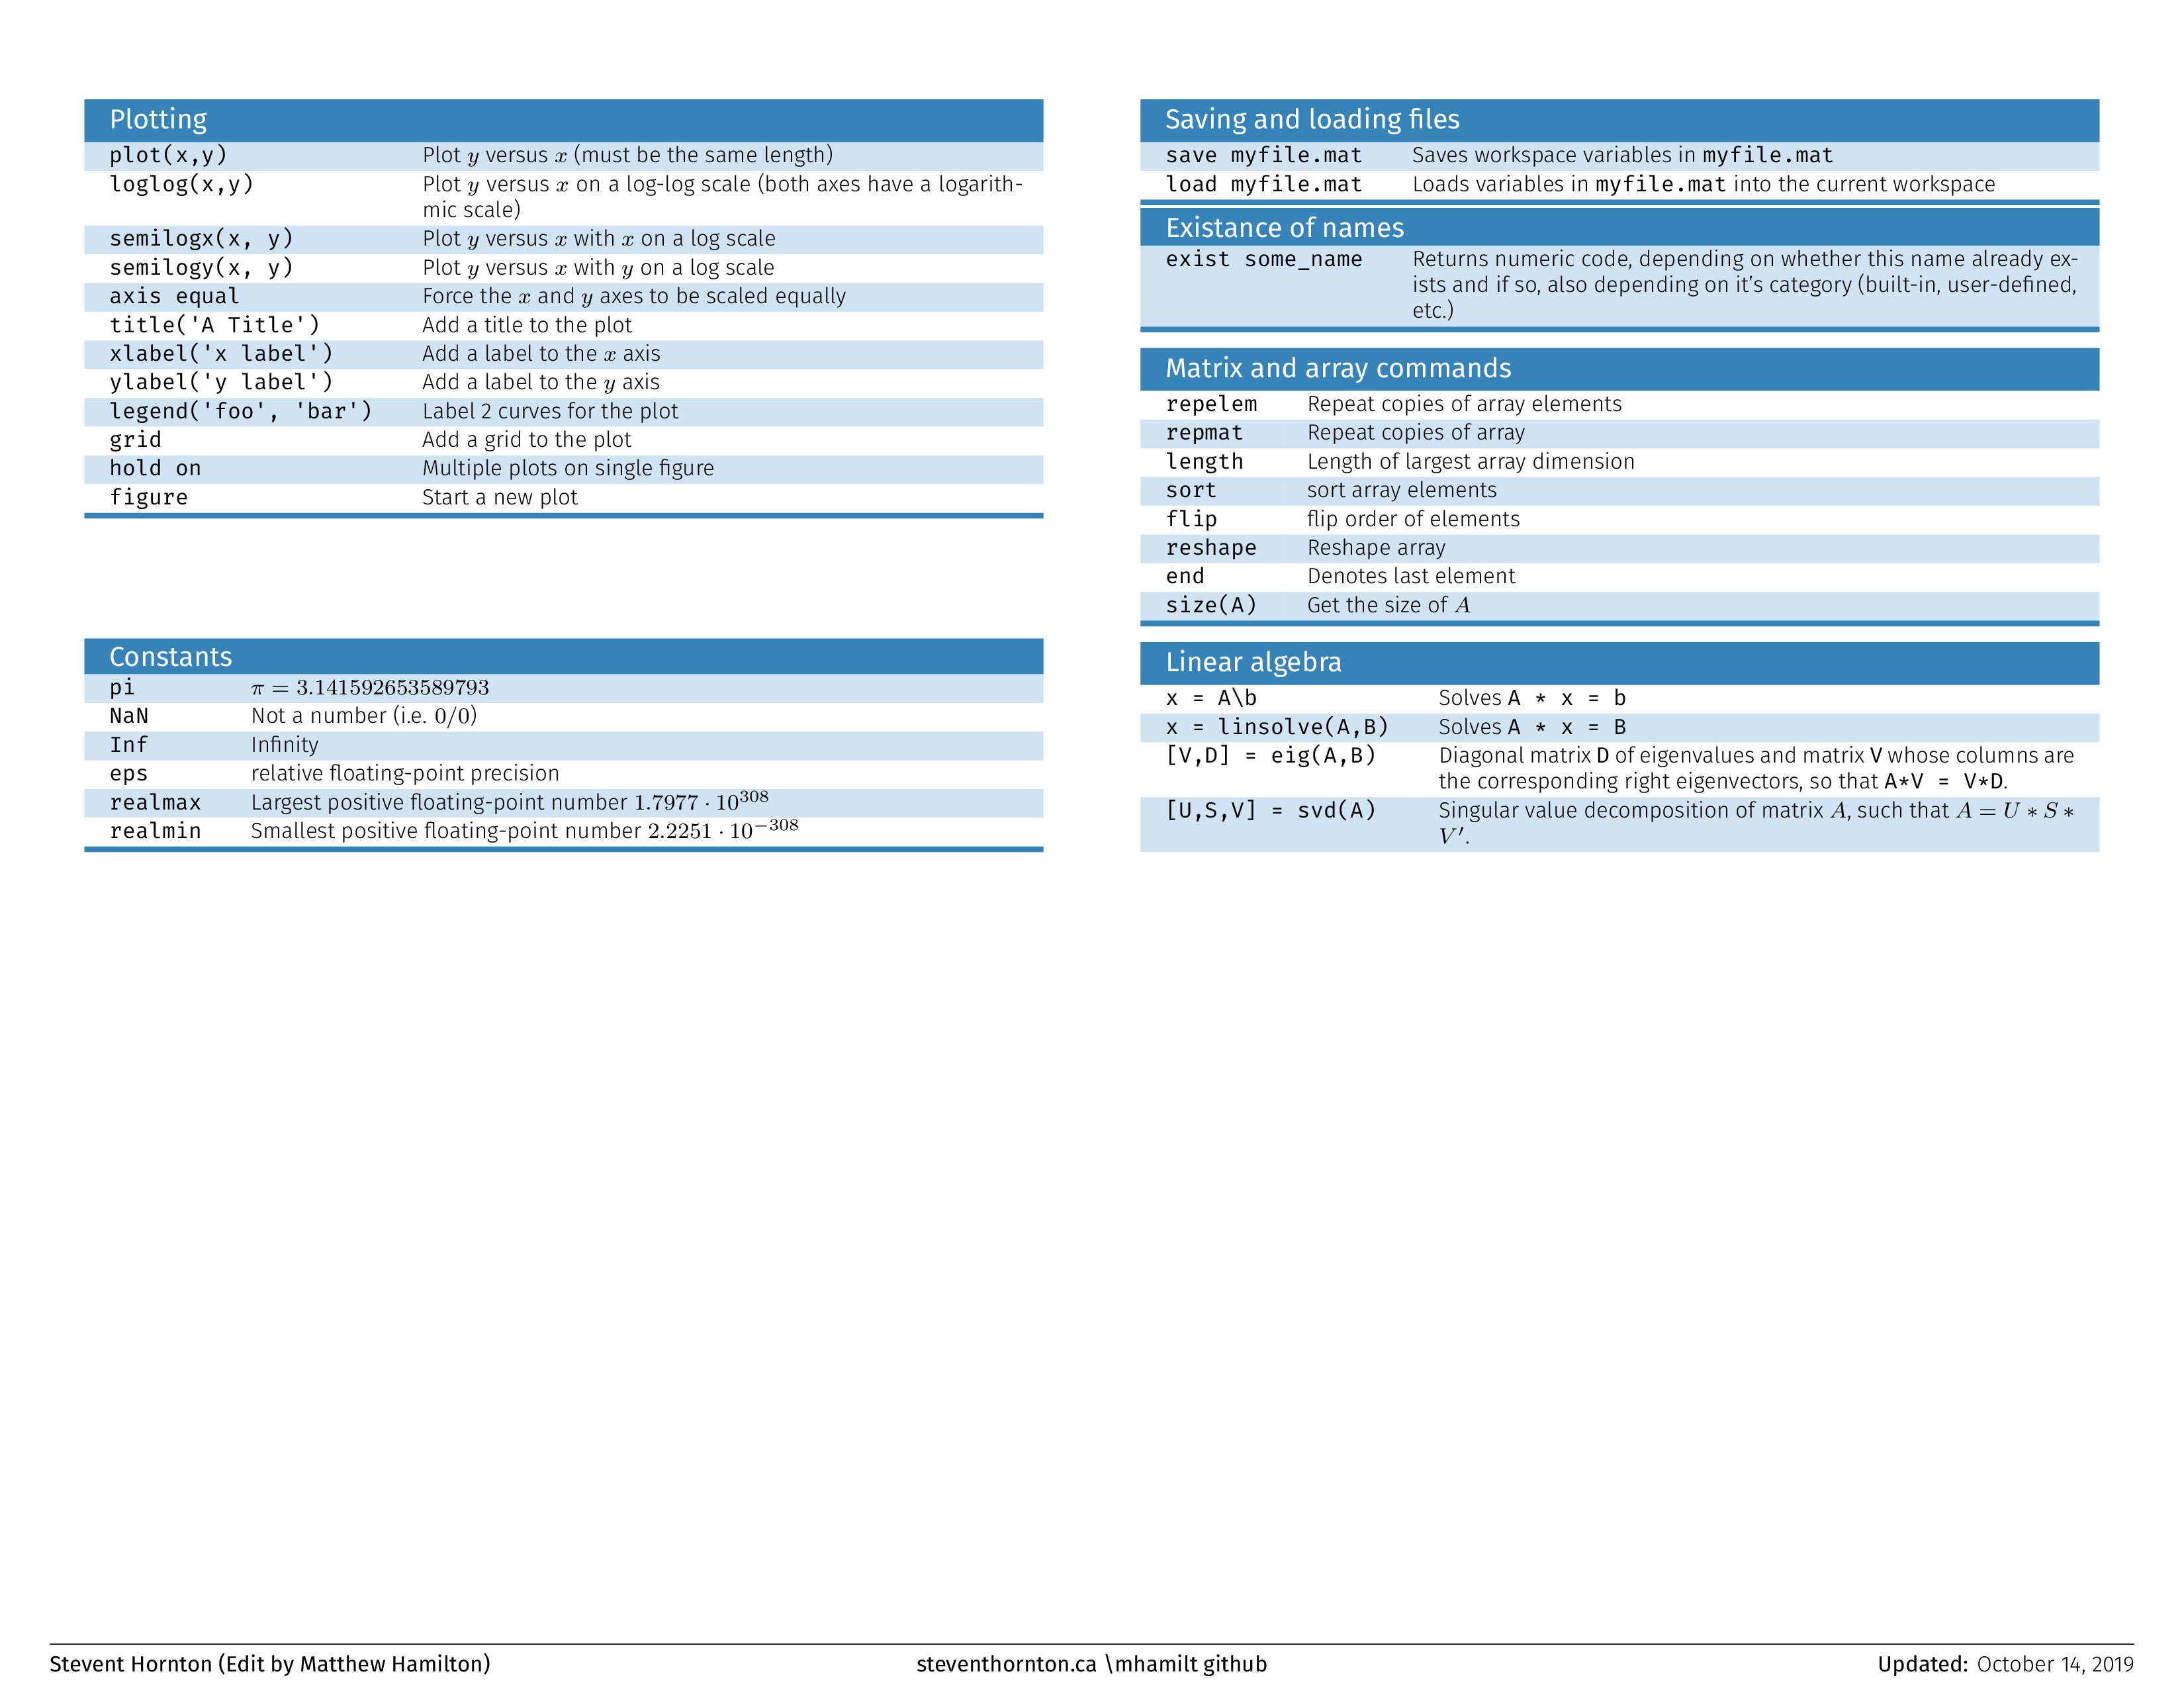 Plotting
plot(x,y) Plot y versus x (must be the same length)
loglog(x,y) Plot y versus x on a log-log scale (both axes have a logarith-
mic scale)
semilogx(x, y) Plot y versus x with x on a log scale
semilogy(x, y) Plot y versus x with y on a log scale
axis equal Force the x and y axes to be scaled equally
title('A Title') Add a title to the plot
xlabel('x label') Add a label to the x axis
ylabel('y label') Add a label to the y axis
legend('foo', 'bar') Label 2 curves for the plot
grid Add a grid to the plot
hold on Multiple plots on single figure
figure Start a new plot
Constants
pi π = 3.141592653589793
NaN Not a number (i.e. 0/0)
Inf Infinity
eps relative floating-point precision
realmax Largest positive floating-point number 1.7977 · 10^308
realmin Smallest positive floating-point number 2.2251 · 10^−308
Saving and loading files
save myfile.mat Saves workspace variables in myfile.mat
load myfile.mat Loads variables in myfile.mat into the current workspace
Existance of names
exist some_name Returns numeric code, depending on whether this name already ex-
ists and if so, also depending on it's category (built-in, user-defined,
etc.)
Matrix and array commands
repelem Repeat copies of array elements
repmat Repeat copies of array
length Length of largest array dimension
sort sort array elements
flip flip order of elements
reshape Reshape array
end Denotes last element
size(A) Get the size of A
Linear algebra
x = A\b Solves A * x = b
x = linsolve(A,B) Solves A * x = B
[V,D] = eig(A,B) Diagonal matrix D of eigenvalues and matrix V whose columns are
the corresponding right eigenvectors, so that A*V = V*D.
[U,S,V] = svd(A) Singular value decomposition of matrix A, such that A = U ∗ S ∗
V′.
Stevent Hornton (Edit by Matthew Hamilton) steventhornton.ca \mhamilt github Updated: October 14, 2019